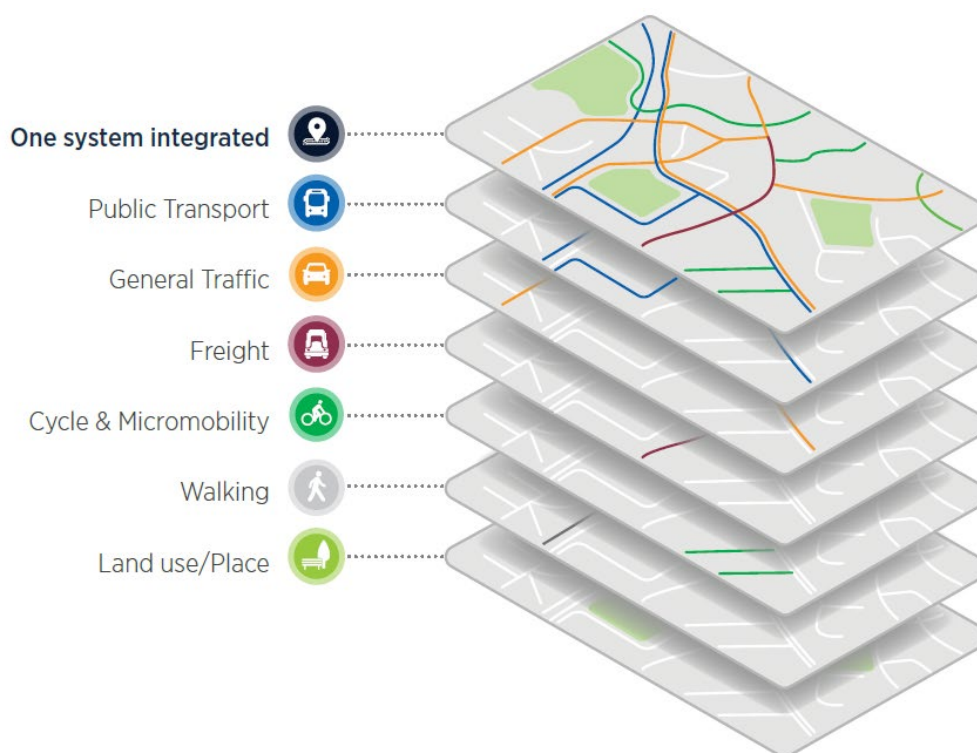 One system integrated
Public Transport
General Traffic
Freight
Cycle & Micromobility
Walking
Land use/Place